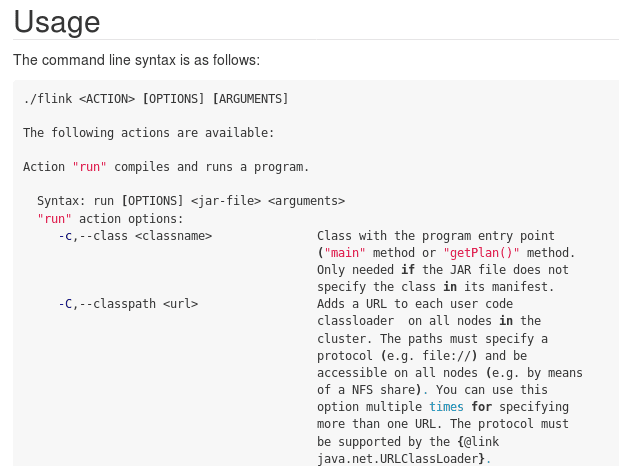 Usage
The command line syntax is as follows:
./flink <ACTION> [OPTIONS] [ARGUMENTS]
The following actions are available:
Action "run" compiles and runs a program.
Syntax: run [OPTIONS] <jar-file> <arguments>
"run" action options:
-c,--class <classname> Class with the program entry point
("main" method or "getPlan()" method.
Only needed if the JAR file does not
specify the class in its manifest.
-C,--classpath <url> Adds a URL to each user code
classloader  on all nodes in the
cluster. The paths must specify a
protocol (e.g. file://) and be
accessible on all nodes (e.g. by means
of a NFS share). You can use this
option multiple times for specifying
more than one URL. The protocol must
be supported by the {@link
java.net.URLClassLoader}.